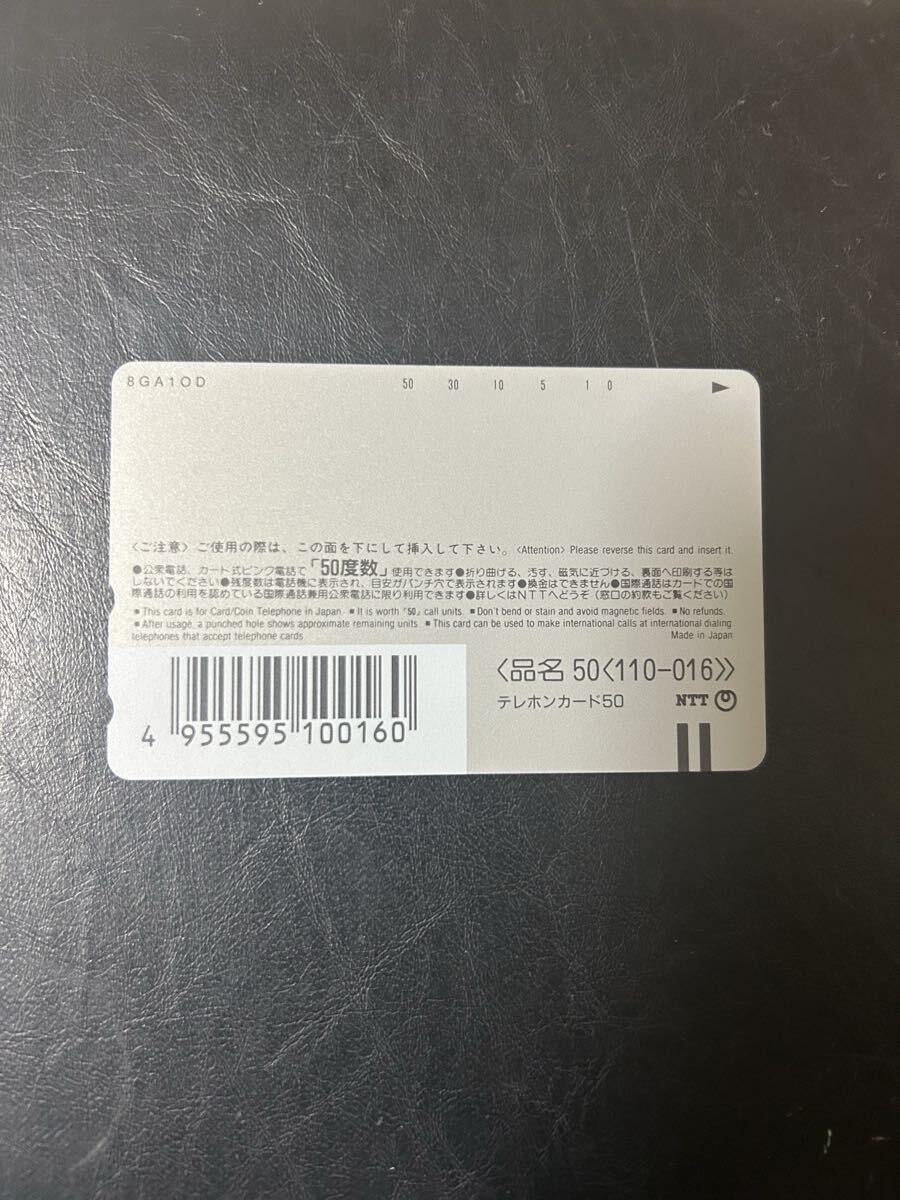 8GA1OD
50 30 10 5 1 0
〈ご注意〉ご使用の際は、この面を下にして挿入して下さい。〈Attention〉Please reverse this card and insert it.
●公衆電話、カード式ピンク電話で「50度数」使用できます●折り曲げる、汚す、磁気に近づける、裏面へ印刷する等は
しないでください●残度数は電話機に表示され、目安がパンチ穴で表示されます●換金はできません●国際通話はカードでの国
際通話の利用を認めている国際通話兼用公衆電話に限り利用できます●詳しくはNTTへどうぞ（窓口の約款もご覧ください）
■ This card is for Card/Coin Telephone in Japan. ■ It is worth「50」call units. ■ Don't bend or stain and avoid magnetic fields. ■ No refunds.
■ After usage, a punched hole shows approximate remaining units. ■ This card can be used to make international calls at international dialing
telephones that accept telephone cards. Made in Japan
〈品名 50〈110-016〉〉
テレホンカード50 NTT
4 955595 100160